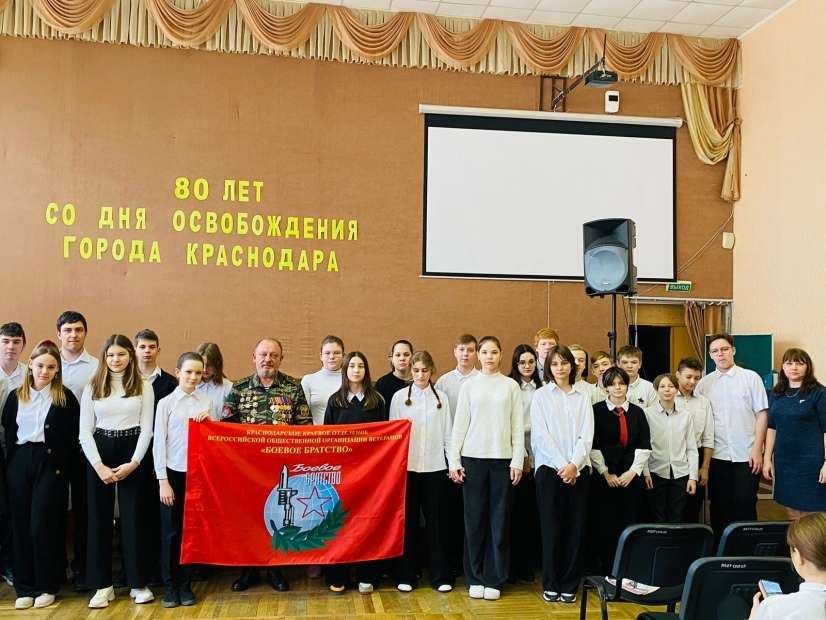 80 ЛЕТ
СО ДНЯ ОСВОБОЖДЕНИЯ
ГОРОДА КРАСНОДАРА
ВЫХОД
КРАСНОДАРСКОЕ КРАЕВОЕ ОТДЕЛЕНИЕ
ВСЕРОССИЙСКОЙ ОБЩЕСТВЕННОЙ ОРГАНИЗАЦИИ ВЕТЕРАНОВ
«БОЕВОЕ БРАТСТВО»
Боевое
БРАТСТВО